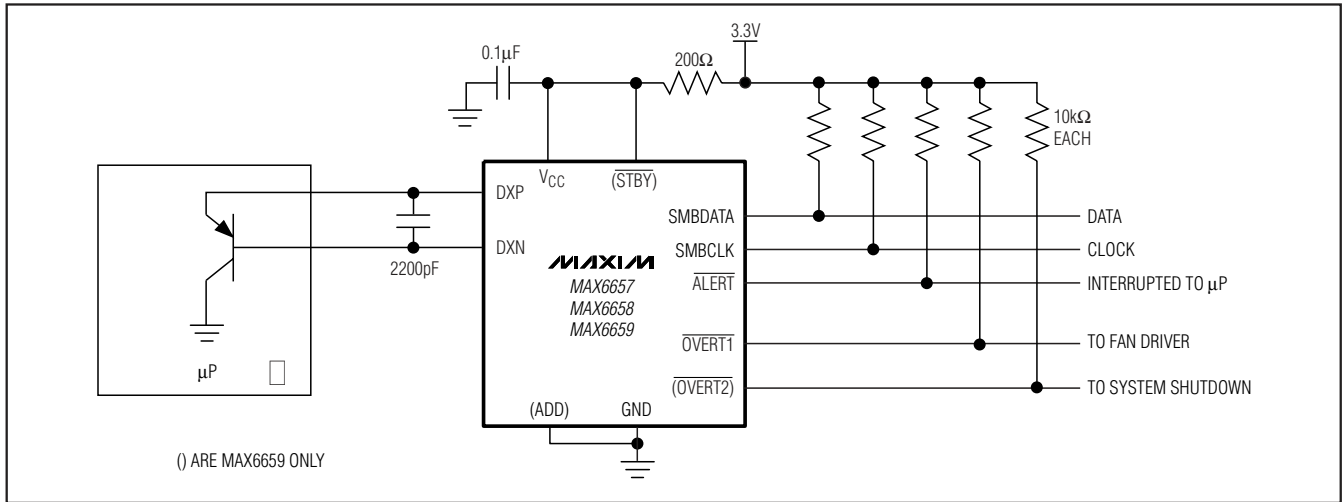 3.3V
0.1μF
200Ω
10kΩ
EACH
DXP
VCC
(STBY)
SMBDATA
DATA
DXN
SMBCLK
CLOCK
2200pF
MAXIM
MAX6657
MAX6658
MAX6659
ALERT
INTERRUPTED TO μP
OVERT1
TO FAN DRIVER
μP
(OVERT2)
TO SYSTEM SHUTDOWN
(ADD)
GND
() ARE MAX6659 ONLY